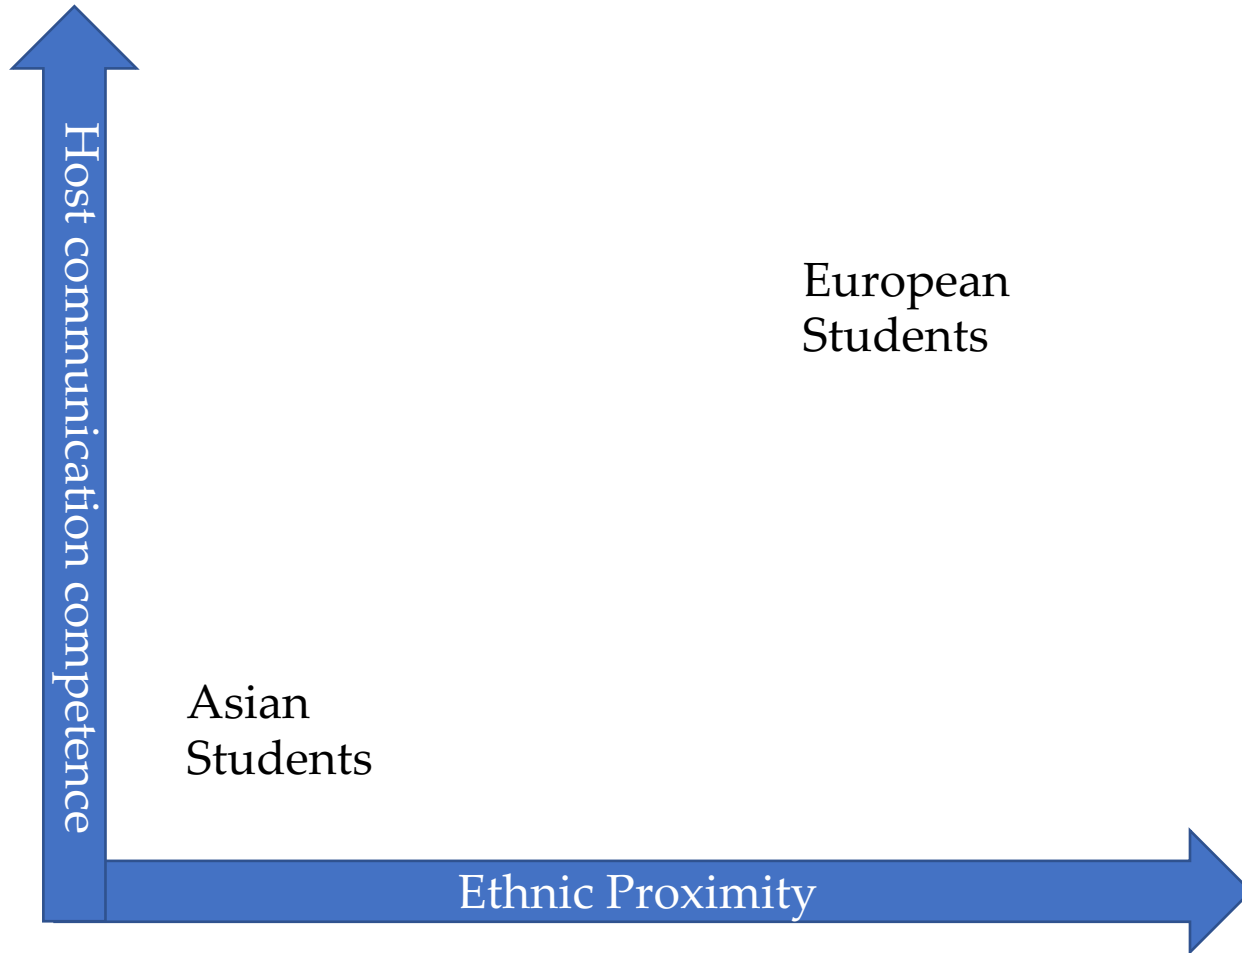 Host communication competence
European
Students
Asian
Students
Ethnic Proximity